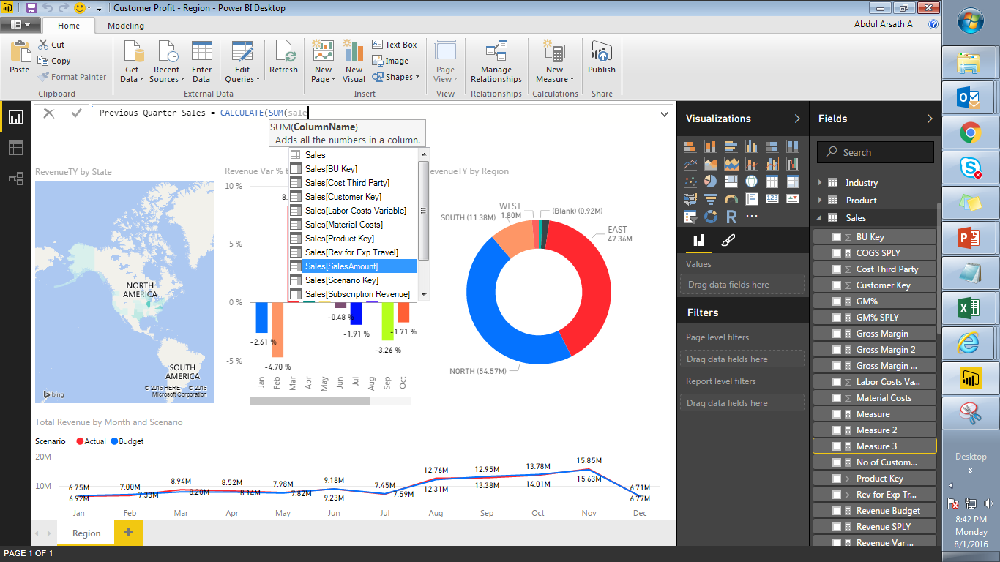 Customer Profit - Region - Power BI Desktop
Home
Modeling
Abdul Arsath A
Paste
Cut
Copy
Format Painter
Clipboard
Get Data
Recent Sources
Enter Data
Edit Queries
External Data
Refresh
New Page
New Visual
Text Box
Image
Shapes
Insert
Page View
View
Manage Relationships
Relationships
New Measure
Calculations
Publish
Share
Previous Quarter Sales = CALCULATE(SUM(sale
SUM(ColumnName)
Adds all the numbers in a column.
Sales
Sales[BU Key]
Sales[Cost Third Party]
Sales[Customer Key]
Sales[Labor Costs Variable]
Sales[Material Costs]
Sales[Product Key]
Sales[Rev for Exp Travel]
Sales[SalesAmount]
Sales[Scenario Key]
Sales[Subscription Revenue]
RevenueTY by State
NORTH AMERICA
SOUTH AMERICA
bing
© 2016 HERE © 2016 Microsoft Corporation
Revenue Var % t
10 %
5 %
0 %
-5 %
8.
-2.61 %
-4.70 %
-0.48 %
-1.91 %
-3.26 %
-1.71 %
Jan
Feb
Mar
Apr
May
Jun
Jul
Aug
Sep
Oct
evenueTY by Region
WEST
1.80M
(Blank) (0.92M)
SOUTH (11.38M)
EAST
47.36M
NORTH (54.57M)
Total Revenue by Month and Scenario
Scenario Actual Budget
20M
10M
6.75M 7.00M 8.94M 8.52M 7.98M 9.18M 7.45M 12.76M 12.95M 13.78M 15.85M 6.71M
6.92M 7.33M 8.20M 8.14M 7.82M 9.23M 7.59M 12.31M 13.38M 14.01M 15.63M 6.77M
Jan Feb Mar Apr May Jun Jul Aug Sep Oct Nov Dec
Region
PAGE 1 OF 1
Visualizations
R
123
Values
Drag data fields here
Filters
Page level filters
Drag data fields here
Report level filters
Drag data fields here
Fields
Search
Industry
Product
Sales
BU Key
COGS SPLY
Cost Third Party
Customer Key
GM%
GM% SPLY
Gross Margin
Gross Margin 2
Gross Margin ...
Labor Costs Va...
Material Costs
Measure
Measure 2
Measure 3
No of Custom...
Product Key
Rev for Exp Tr...
Revenue Budget
Revenue SPLY
Revenue Var ...
Desktop
8:42 PM
Monday
8/1/2016